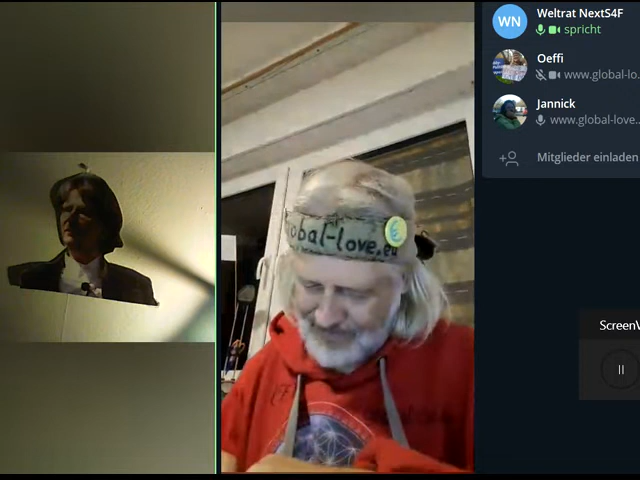 Weltrat NextS4F
WN
spricht
Oeffi
www.global-lo.
Jannick
www.global-love..
Mitglieder einladen
ScreenV
obal-love.eu